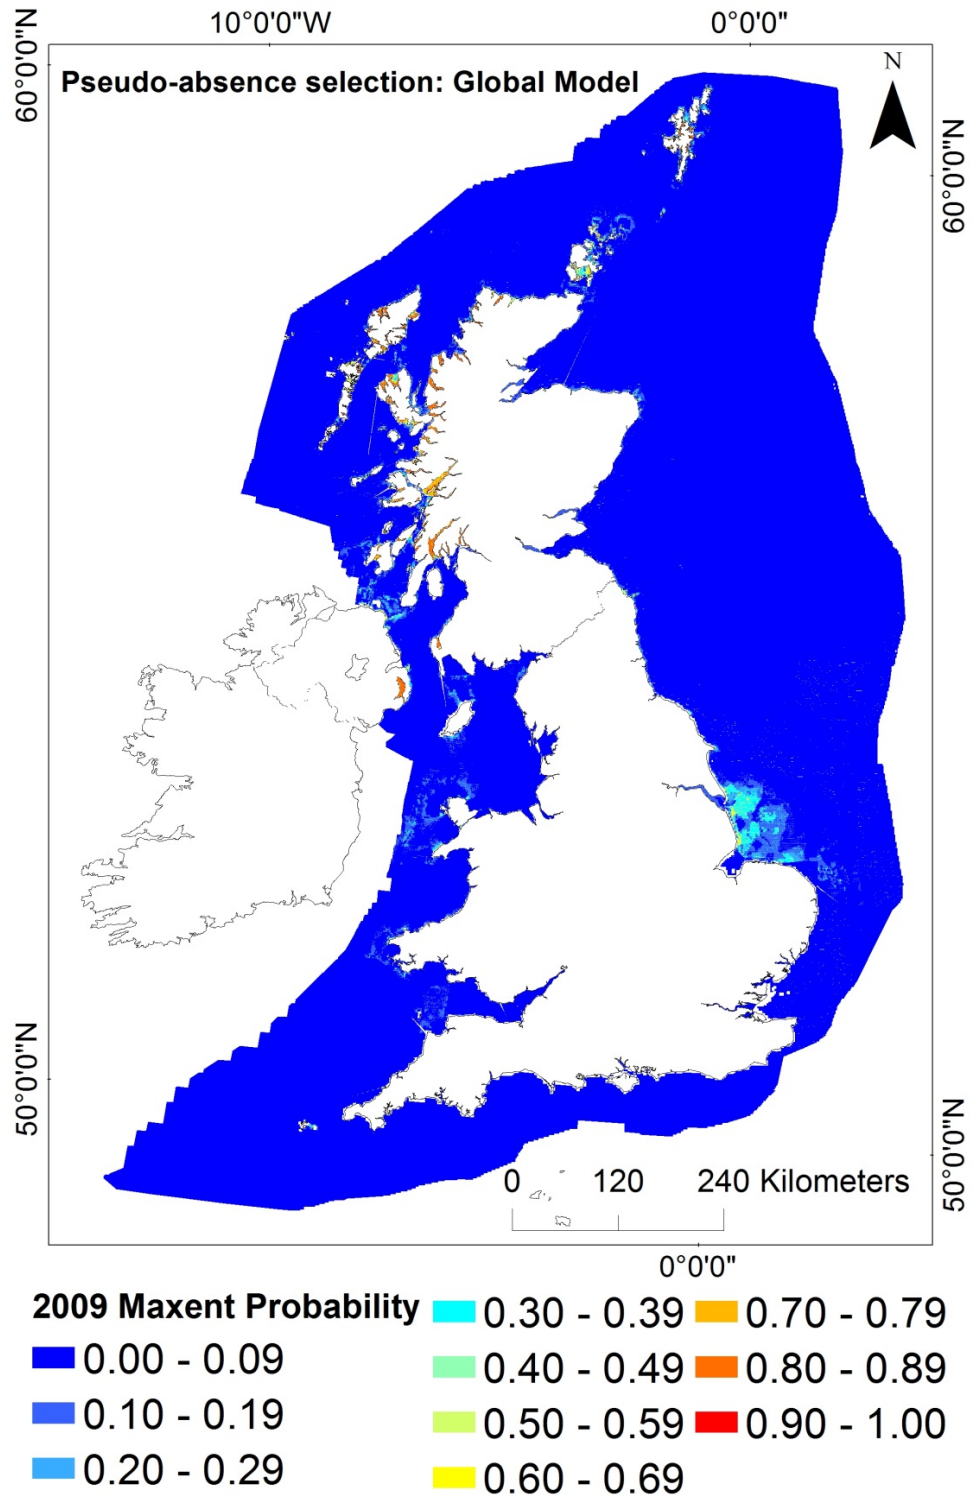 10°0'0"W 0°0'0"
60°0'0"N
Pseudo-absence selection: Global Model
N
60°0'0"N
50°0'0"N
50°0'0"N
0 120 240 Kilometers
0°0'0"
2009 Maxent Probability
0.00 - 0.09
0.10 - 0.19
0.20 - 0.29
0.30 - 0.39
0.40 - 0.49
0.50 - 0.59
0.60 - 0.69
0.70 - 0.79
0.80 - 0.89
0.90 - 1.00